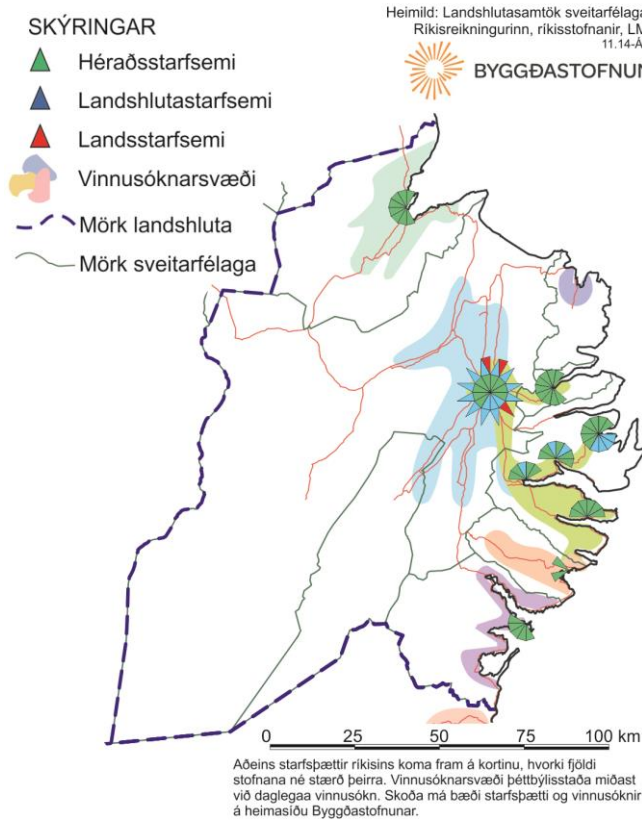 SKÝRINGAR
Héraðsstarfsemi
Landshlutastarfsemi
Landsstarfsemi
Vinnusóknarsvæði
Mörk landshluta
Mörk sveitarfélaga
Heimild: Landshlutasamtök sveitarfélaga
Ríkisreikningurinn, ríkisstofnanir, LM
11.14-Á
BYGGÐASTOFNUN
0 25 50 75 100 km
Aðeins starfsþættir ríkisins koma fram á kortinu, hvorki fjöldi
stofnana né stærð þeirra. Vinnusóknarsvæði þéttbýlisstaða miðast
við daglegaa vinnusókn. Skoða má bæði starfsþætti og vinnusóknir
á heimasíðu Byggðastofnunar.